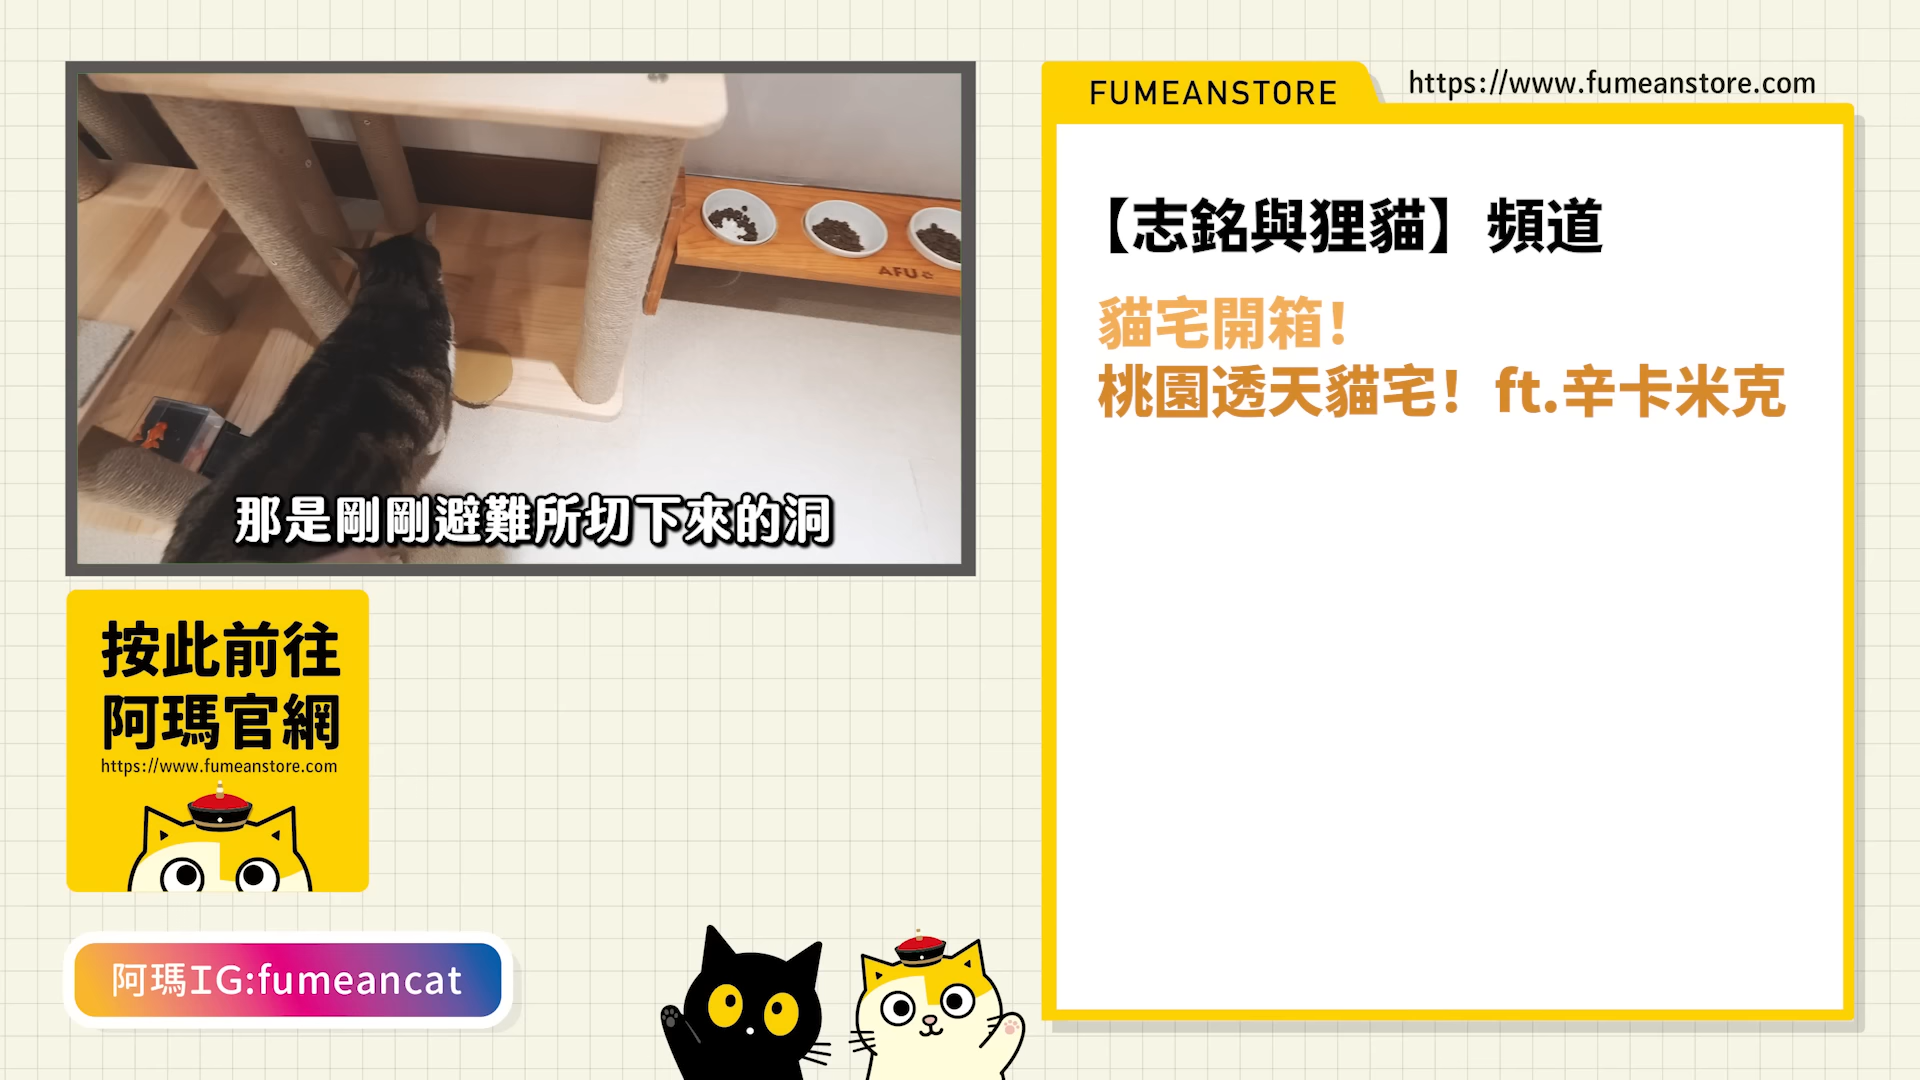 FUMEANSTORE
https://www.fumeanstore.com
【志銘與狸貓】頻道
貓宅開箱！
桃園透天貓宅！ft.辛卡米克
AFU
那是剛剛避難所切下來的洞
按此前往
阿瑪官網
https://www.fumeanstore.com
阿瑪IG:fumeancat